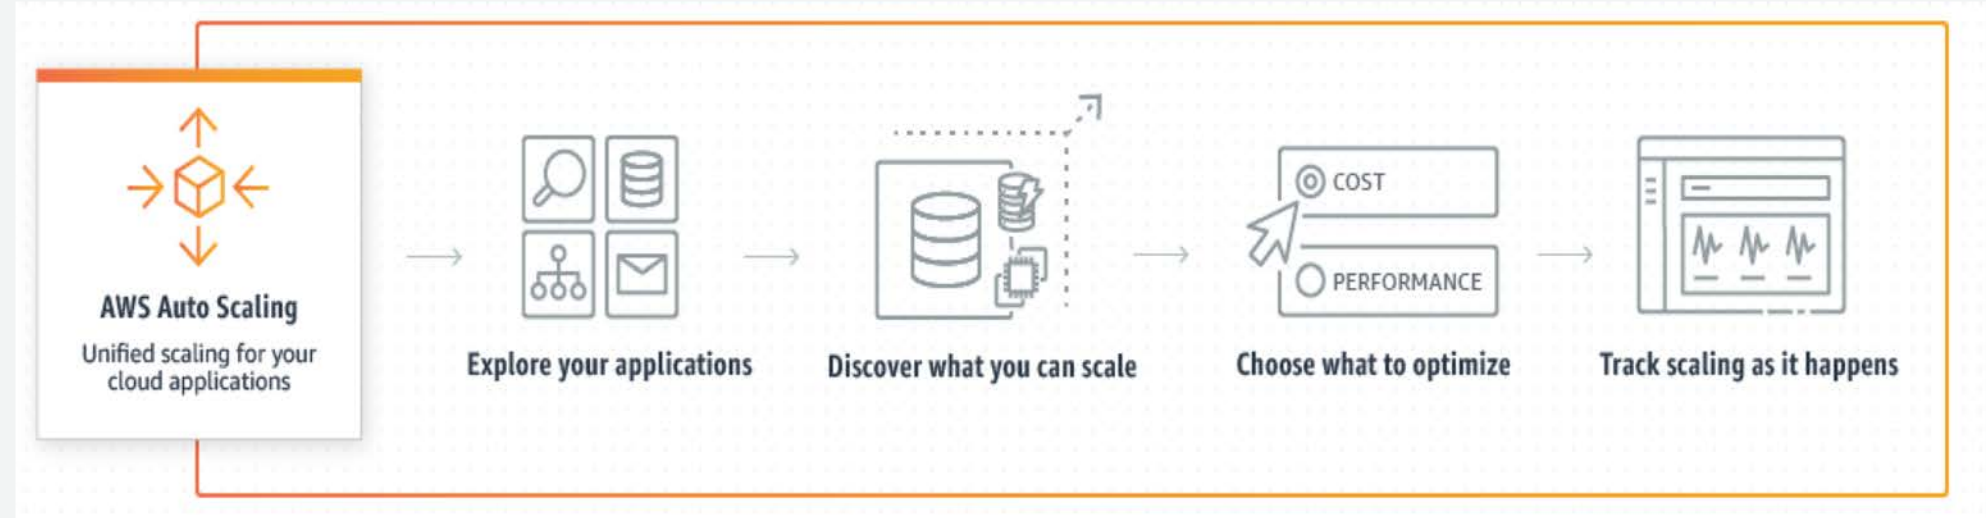 AWS Auto Scaling
Unified scaling for your
cloud applications
Explore your applications
Discover what you can scale
COST
PERFORMANCE
Choose what to optimize
Track scaling as it happens